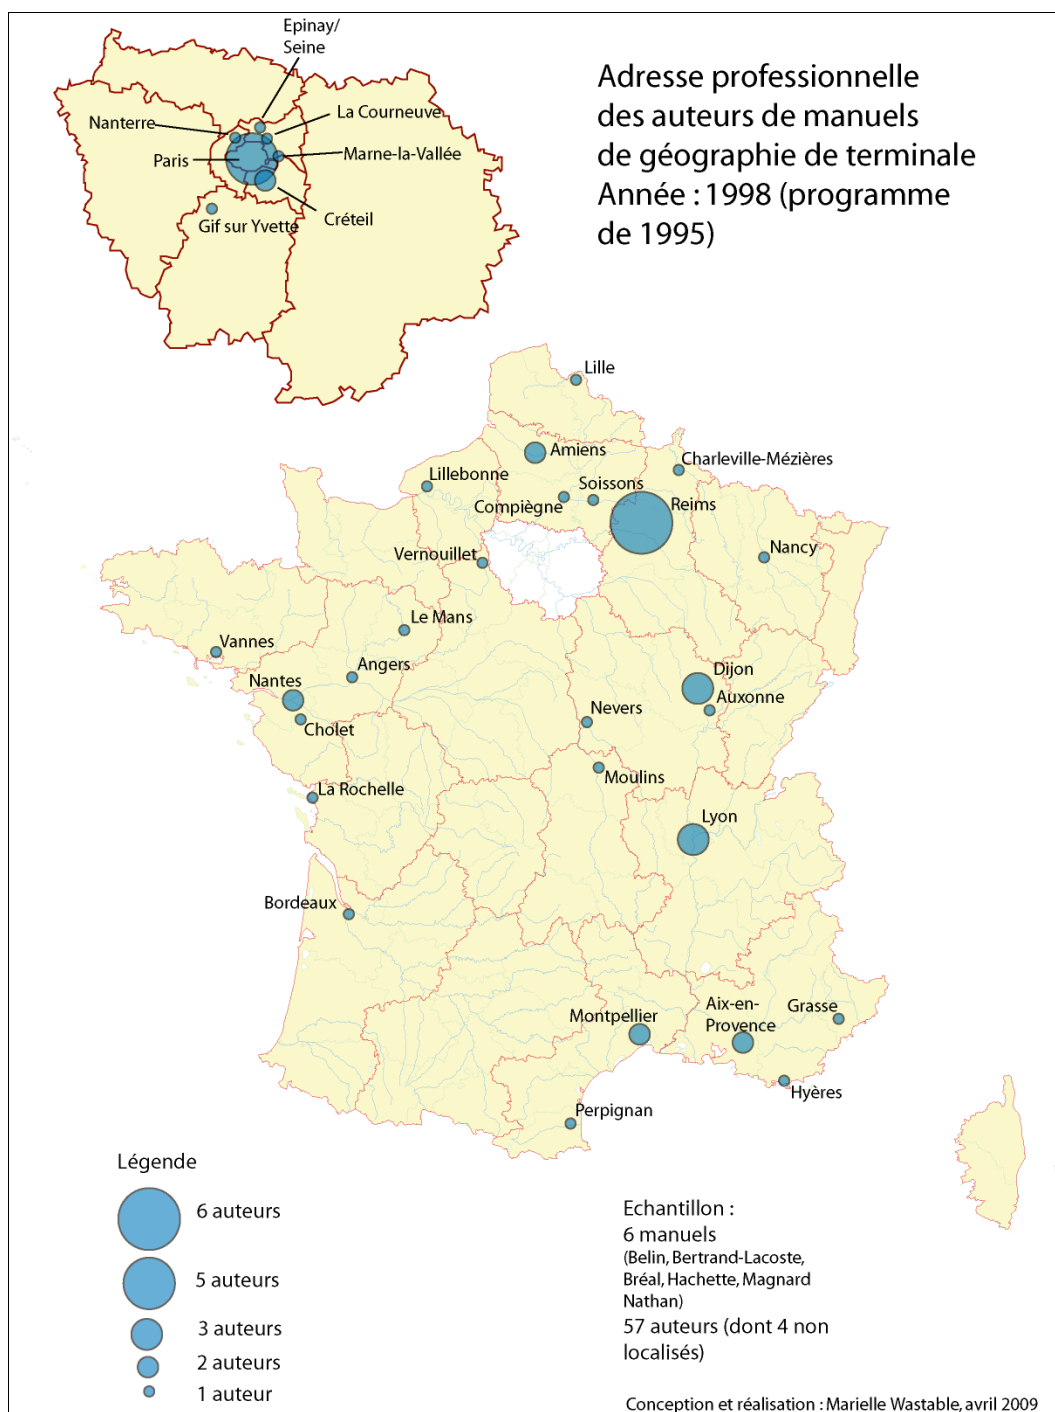 Epinay/
Seine
La Courneuve
Nanterre
Paris
Marne-la-Vallée
Créteil
Gif sur Yvette
Adresse professionnelle
des auteurs de manuels
de géographie de terminale
Année : 1998 (programme
de 1995)
Lille
Amiens
Charleville-Mézières
Lillebonne
Soissons
Compiègne
Reims
Vernouillet
Nancy
Le Mans
Vannes
Angers
Nantes
Dijon
Auxonne
Cholet
Nevers
Moulins
La Rochelle
Lyon
Bordeaux
Montpellier
Aix-en-
Provence
Grasse
Hyères
Perpignan
Légende
6 auteurs
5 auteurs
3 auteurs
2 auteurs
1 auteur
Echantillon :
6 manuels
(Belin, Bertrand-Lacoste,
Bréal, Hachette, Magnard
Nathan)
57 auteurs (dont 4 non
localisés)
Conception et réalisation : Marielle Wastable, avril 2009